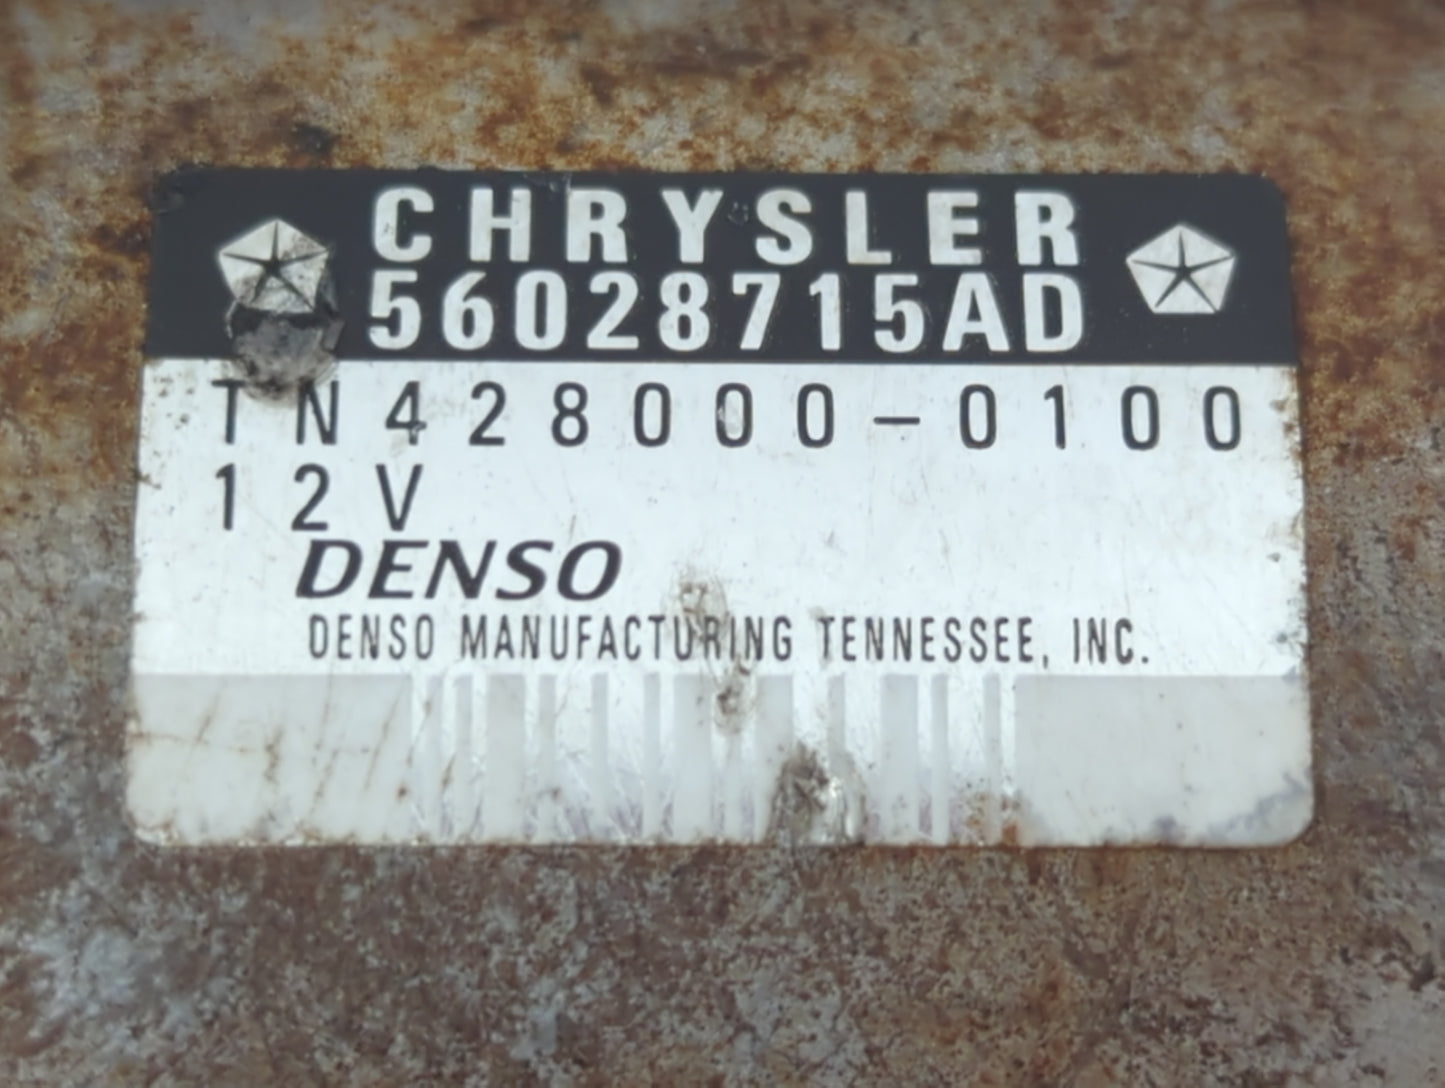 CHRYSLER
56028715AD
TN428000-0100
12V
DENSO
DENSO MANUFACTURING TENNESSEE, INC.